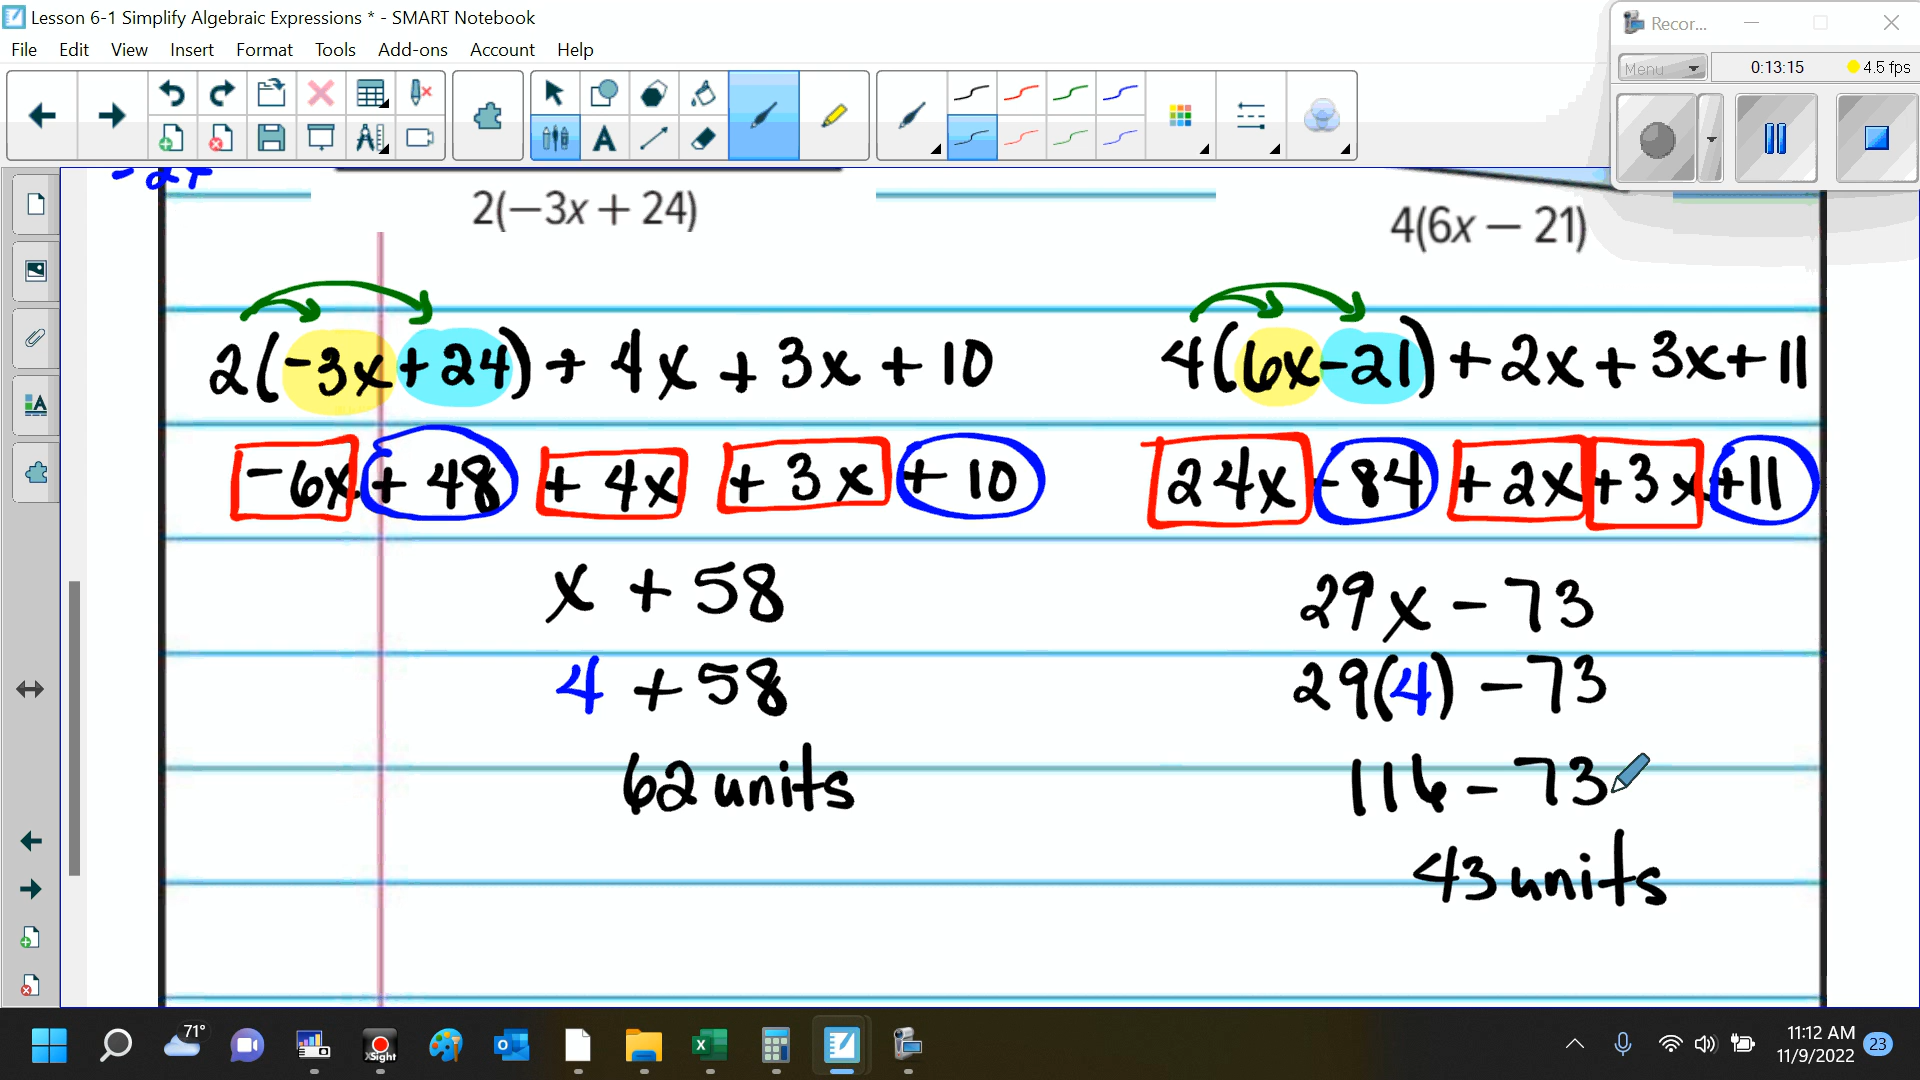 Lesson 6-1 Simplify Algebraic Expressions * - SMART Notebook
File Edit View Insert Format Tools Add-ons Account Help
Recor...
Menu
0:13:15
4.5 fps
2(−3x + 24)
4(6x − 21)
2(-3x+24) + 4x + 3x + 10
-6x + 48 + 4x + 3x + 10
x + 58
4 + 58
62 units
4(6x-21) + 2x + 3x + 11
24x - 84 + 2x + 3x + 11
29x - 73
29(4) - 73
116 - 73
43 units
71°
XSight
11:12 AM
11/9/2022
23